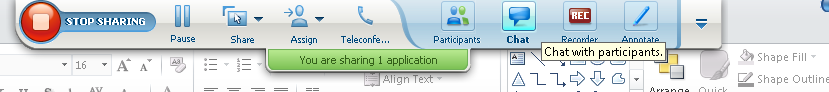 STOP SHARING
Pause
Share
Assign
Teleconfe...
Participants
Chat
REC
Recorder
Annotate
You are sharing 1 application
Chat with participants.
16
A A
Align Text
A
Arrange
Quick
Shape Fill
Shape Outline